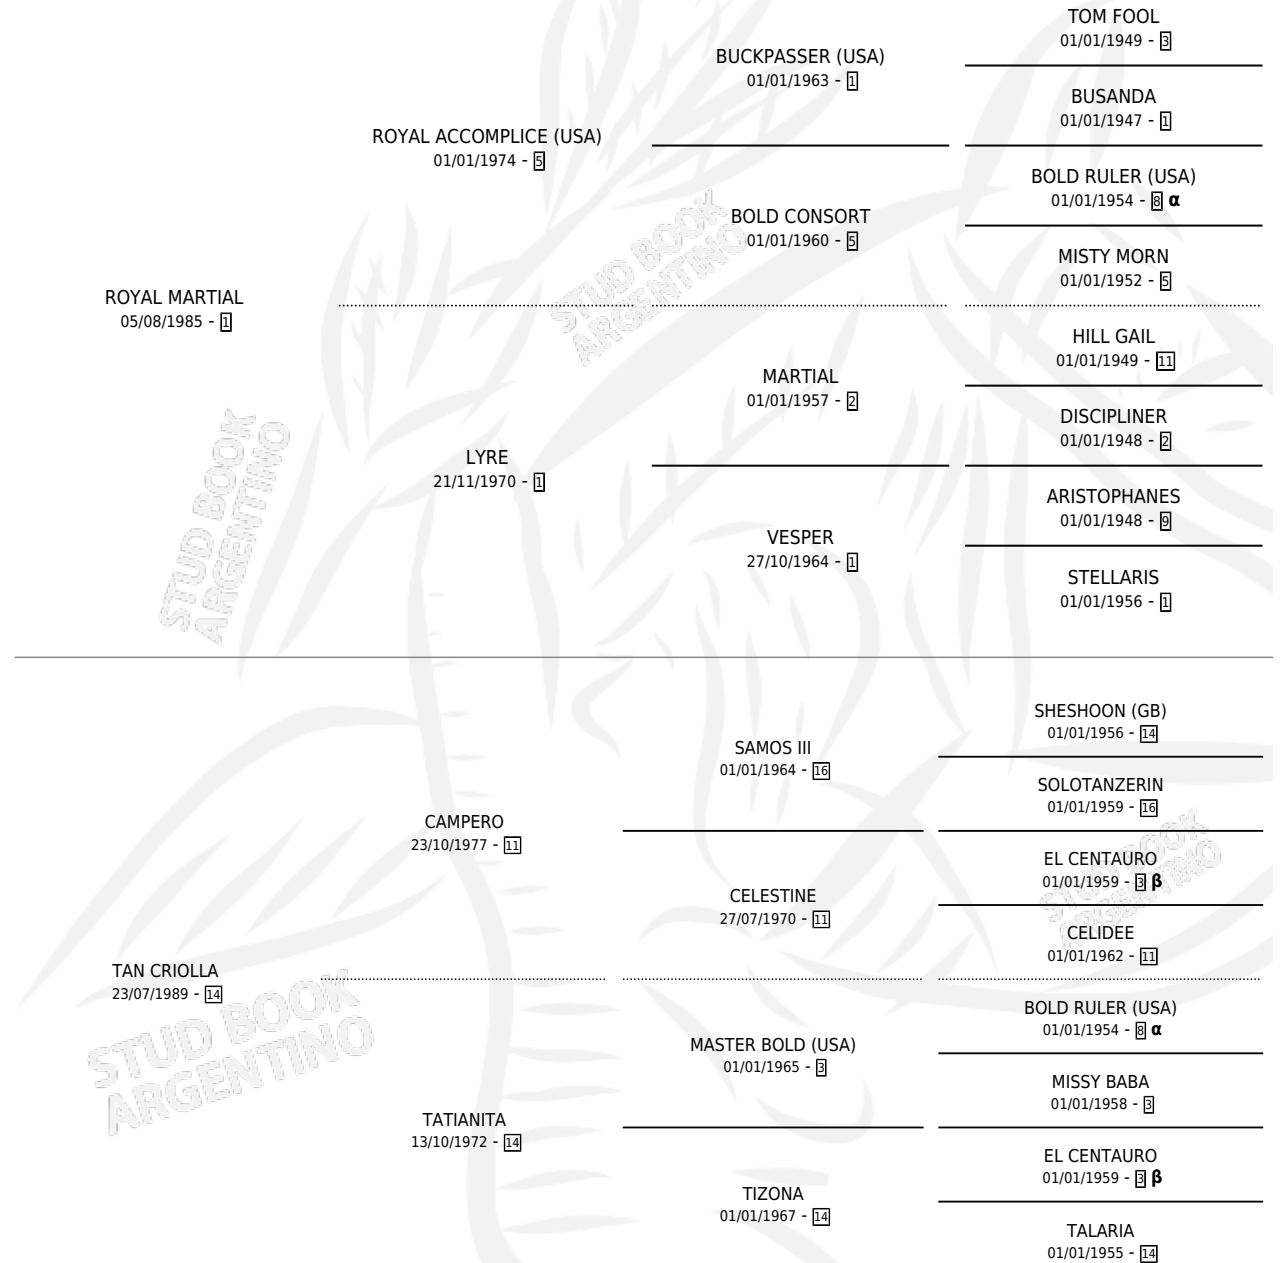 TOM FOOL
01/01/1949 - 3
BUCKPASSER (USA)
01/01/1963 - 1
BUSANDA
01/01/1947 - 1
ROYAL ACCOMPLICE (USA)
01/01/1974 - 5
BOLD RULER (USA)
01/01/1954 - 8 α
BOLD CONSORT
01/01/1960 - 5
MISTY MORN
01/01/1952 - 5
ROYAL MARTIAL
05/08/1985 - 1
HILL GAIL
01/01/1949 - 11
MARTIAL
01/01/1957 - 2
DISCIPLINER
01/01/1948 - 2
LYRE
21/11/1970 - 1
ARISTOPHANES
01/01/1948 - 9
VESPER
27/10/1964 - 1
STELLARIS
01/01/1956 - 1
STUD BOOK
ARGENTINO
STUD BOOK
ARGENTINO
SHESHOON (GB)
01/01/1956 - 14
SAMOS III
01/01/1964 - 16
SOLOTANZERIN
01/01/1959 - 16
CAMPERO
23/10/1977 - 11
EL CENTAURO
01/01/1959 - 3 β
CELESTINE
27/07/1970 - 11
CELIDEE
01/01/1962 - 11
TAN CRIOLLA
23/07/1989 - 14
BOLD RULER (USA)
01/01/1954 - 8 α
MASTER BOLD (USA)
01/01/1965 - 3
MISSY BABA
01/01/1958 - 3
TATIANITA
13/10/1972 - 14
EL CENTAURO
01/01/1959 - 3 β
TIZONA
01/01/1967 - 14
TALARIA
01/01/1955 - 14
STUD BOOK
ARGENTINO
STUD BOOK
ARGENTINO